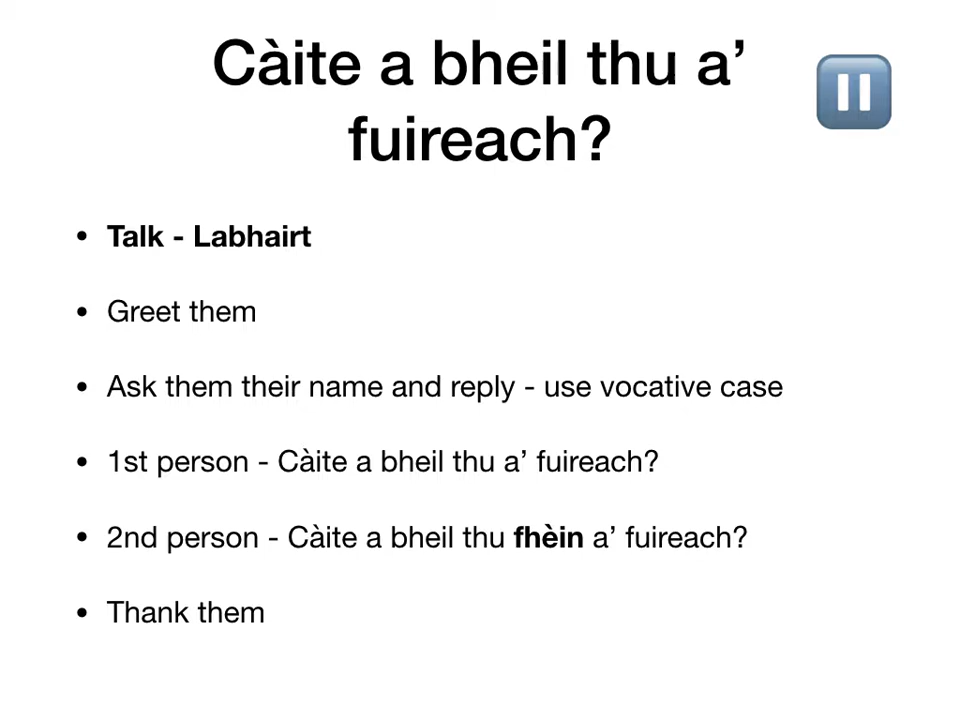 Càite a bheil thu a’
fuireach?
• Talk - Labhairt
• Greet them
• Ask them their name and reply - use vocative case
• 1st person - Càite a bheil thu a’ fuireach?
• 2nd person - Càite a bheil thu fhèin a’ fuireach?
• Thank them